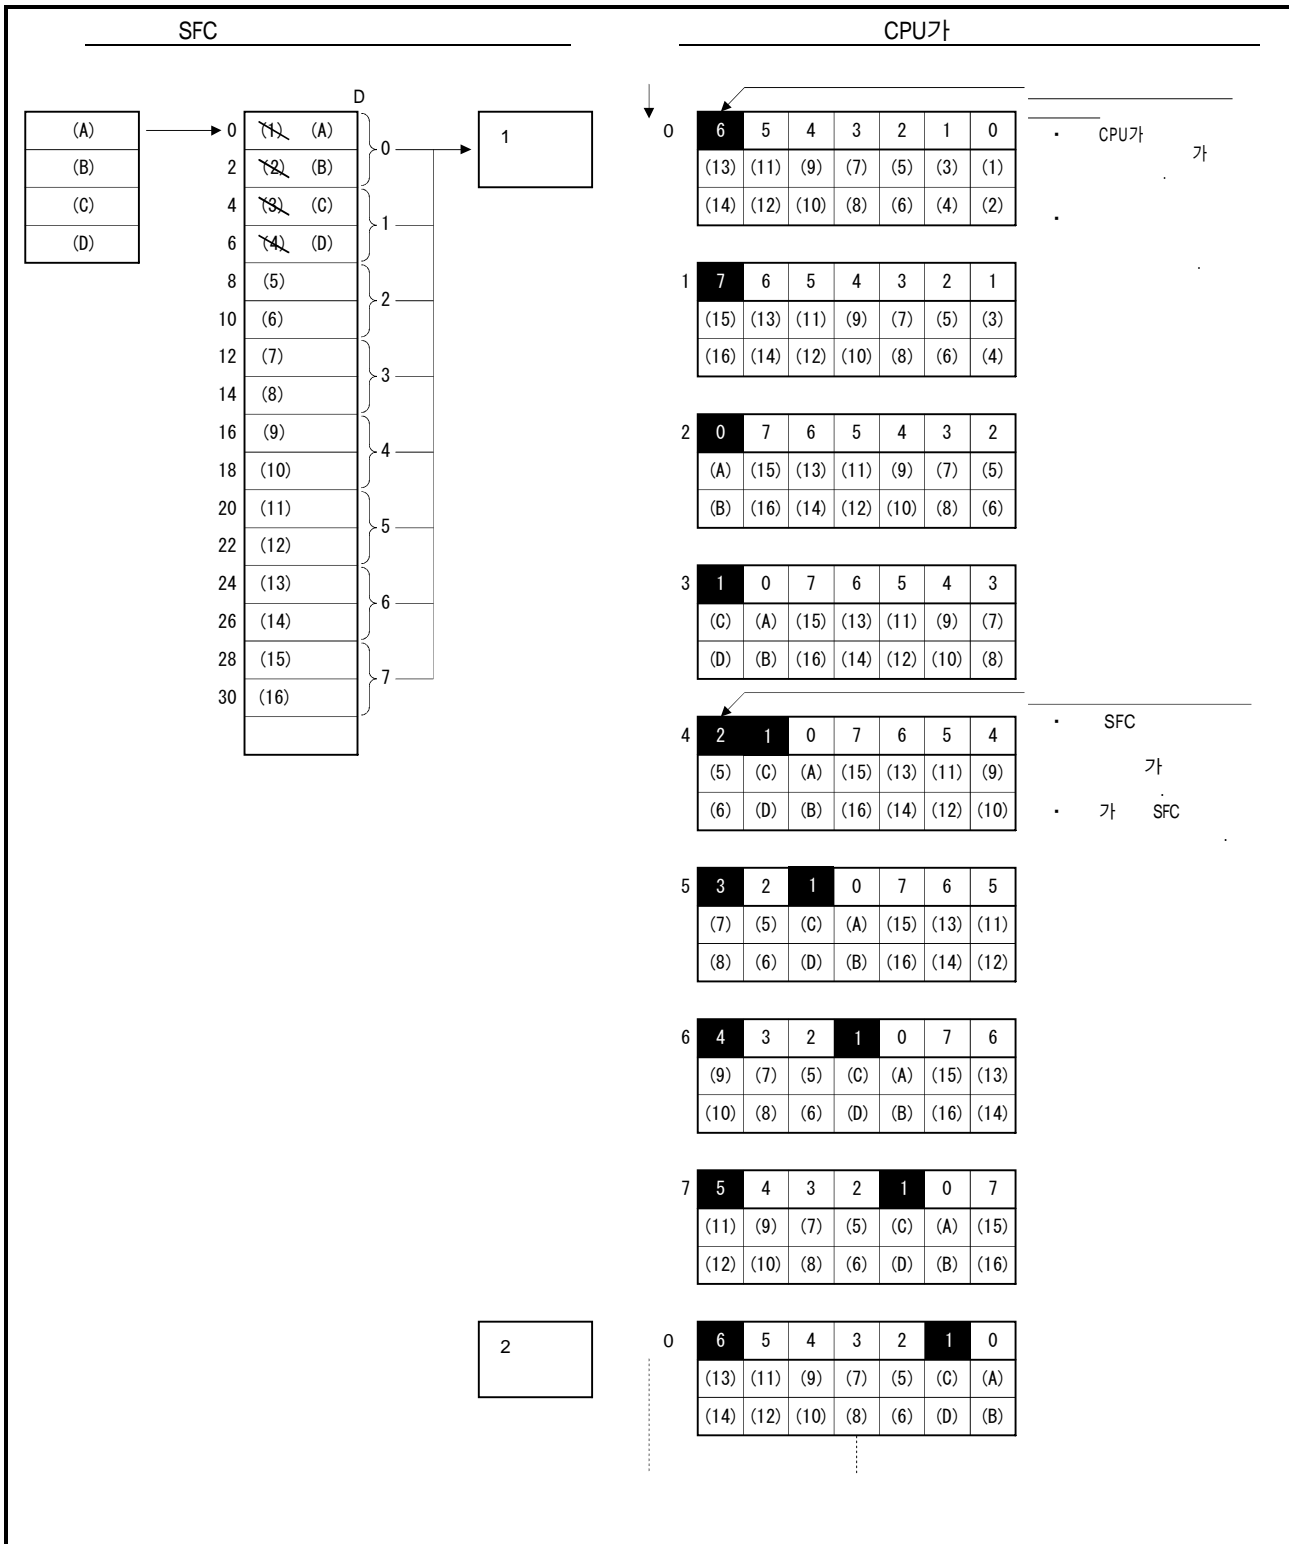 SFC
CPU가
D
(A)
(B)
(C)
(D)
0 (1) (A)
2 (2) (B)
4 (3) (C)
6 (4) (D)
8 (5)
10 (6)
12 (7)
14 (8)
16 (9)
18 (10)
20 (11)
22 (12)
24 (13)
26 (14)
28 (15)
30 (16)
0
1
2
3
4
5
6
7
1
0 6 5 4 3 2 1 0
(13) (11) (9) (7) (5) (3) (1)
(14) (12) (10) (8) (6) (4) (2)
・ CPU가
가
.
・
.
1 7 6 5 4 3 2 1
(15) (13) (11) (9) (7) (5) (3)
(16) (14) (12) (10) (8) (6) (4)
2 0 7 6 5 4 3 2
(A) (15) (13) (11) (9) (7) (5)
(B) (16) (14) (12) (10) (8) (6)
3 1 0 7 6 5 4 3
(C) (A) (15) (13) (11) (9) (7)
(D) (B) (16) (14) (12) (10) (8)
4 2 1 0 7 6 5 4
(5) (C) (A) (15) (13) (11) (9)
(6) (D) (B) (16) (14) (12) (10)
・ SFC
가
.
・ 가 SFC
.
5 3 2 1 0 7 6 5
(7) (5) (C) (A) (15) (13) (11)
(8) (6) (D) (B) (16) (14) (12)
6 4 3 2 1 0 7 6
(9) (7) (5) (C) (A) (15) (13)
(10) (8) (6) (D) (B) (16) (14)
7 5 4 3 2 1 0 7
(11) (9) (7) (5) (C) (A) (15)
(12) (10) (8) (6) (D) (B) (16)
2
0 6 5 4 3 2 1 0
(13) (11) (9) (7) (5) (C) (A)
(14) (12) (10) (8) (6) (D) (B)